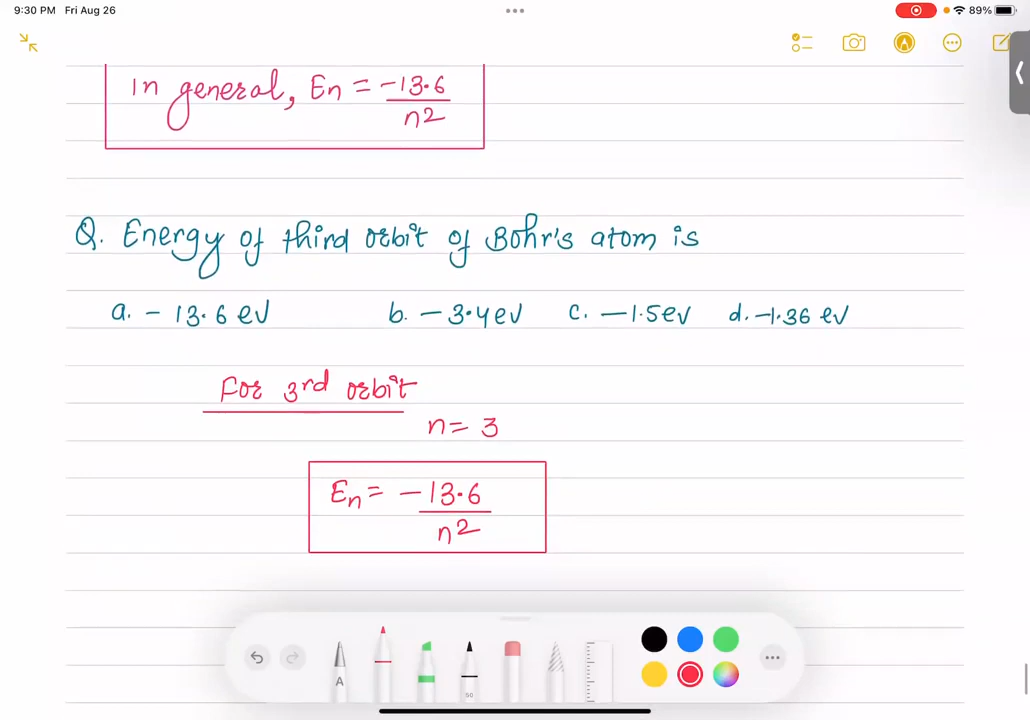 9:30 PM Fri Aug 26
89%
In general, En = -13.6
n2
Q. Energy of third orbit of Bohr's atom is
a. - 13.6 eV b. - 3.4 eV c. - 1.5 eV d. -1.36 eV
For 3rd orbit
n = 3
En = - 13.6
n2
A
50